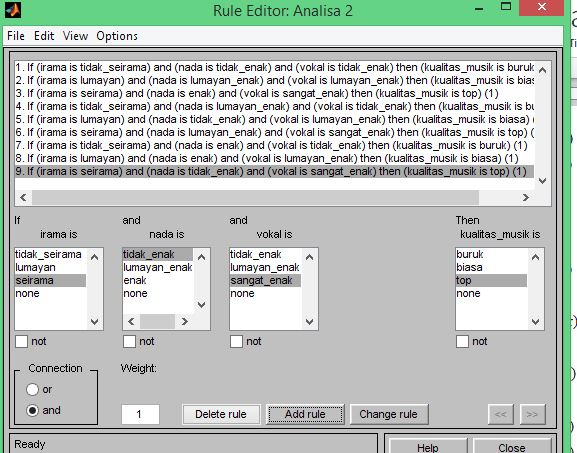 Rule Editor: Analisa 2
File Edit View Options
1. If (irama is tidak_seirama) and (nada is tidak_enak) and (vokal is tidak_enak) then (kualitas_musik is buruk
2. If (irama is lumayan) and (nada is lumayan_enak) and (vokal is lumayan_enak) then (kualitas_musik is bias
3. If (irama is seirama) and (nada is enak) and (vokal is sangat_enak) then (kualitas_musik is top) (1)
4. If (irama is tidak_seirama) and (nada is lumayan_enak) and (vokal is tidak_enak) then (kualitas_musik is bu
5. If (irama is lumayan) and (nada is tidak_enak) and (vokal is lumayan_enak) then (kualitas_musik is biasa) (
6. If (irama is seirama) and (nada is lumayan_enak) and (vokal is sangat_enak) then (kualitas_musik is top) (
7. If (irama is tidak_seirama) and (nada is enak) and (vokal is tidak_enak) then (kualitas_musik is buruk) (1)
8. If (irama is lumayan) and (nada is enak) and (vokal is lumayan_enak) then (kualitas_musik is biasa) (1)
9. If (irama is seirama) and (nada is tidak_enak) and (vokal is sangat_enak) then (kualitas_musik is top) (1)
If and and Then
irama is nada is vokal is kualitas_musik is
tidak_seirama tidak_enak tidak_enak buruk
lumayan lumayan_enak lumayan_enak biasa
seirama enak sangat_enak top
none none none none
not not not not
Connection Weight:
or
and 1 Delete rule Add rule Change rule << >>
Ready Help Close